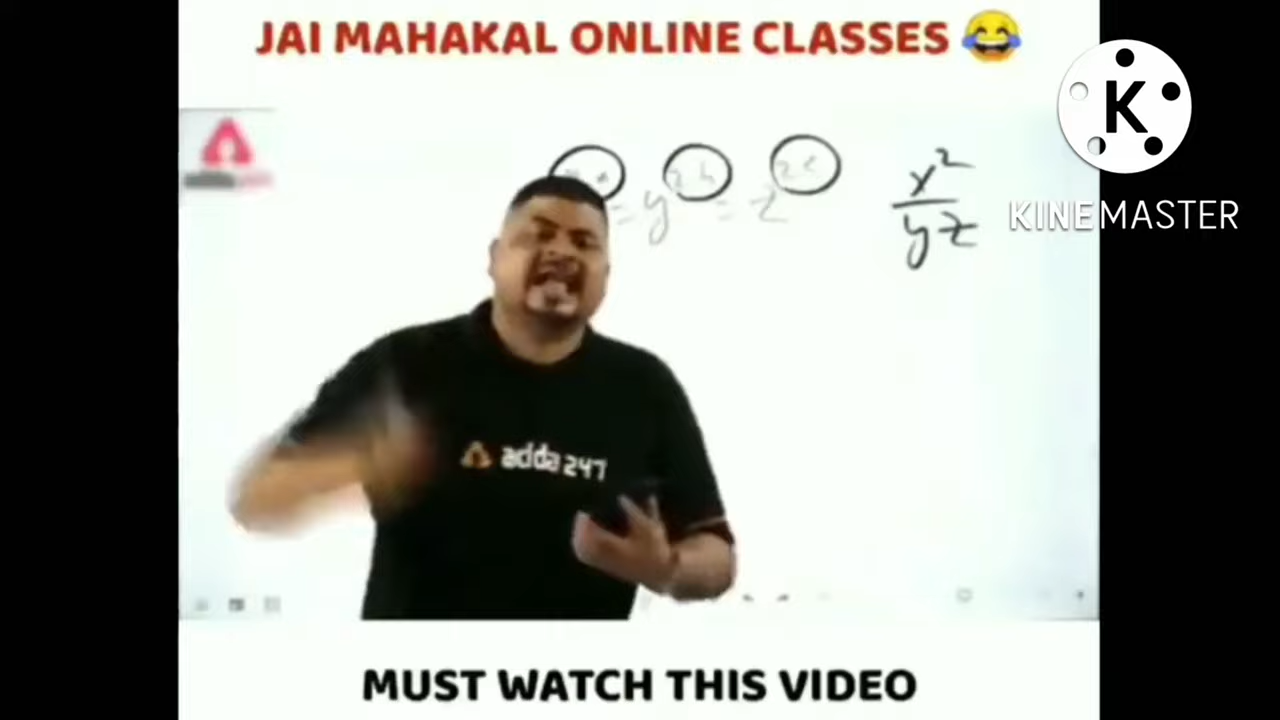 JAI MAHAKAL ONLINE CLASSES 😂
K
KINEMASTER
= y = z
x²
yz
adda 247
MUST WATCH THIS VIDEO